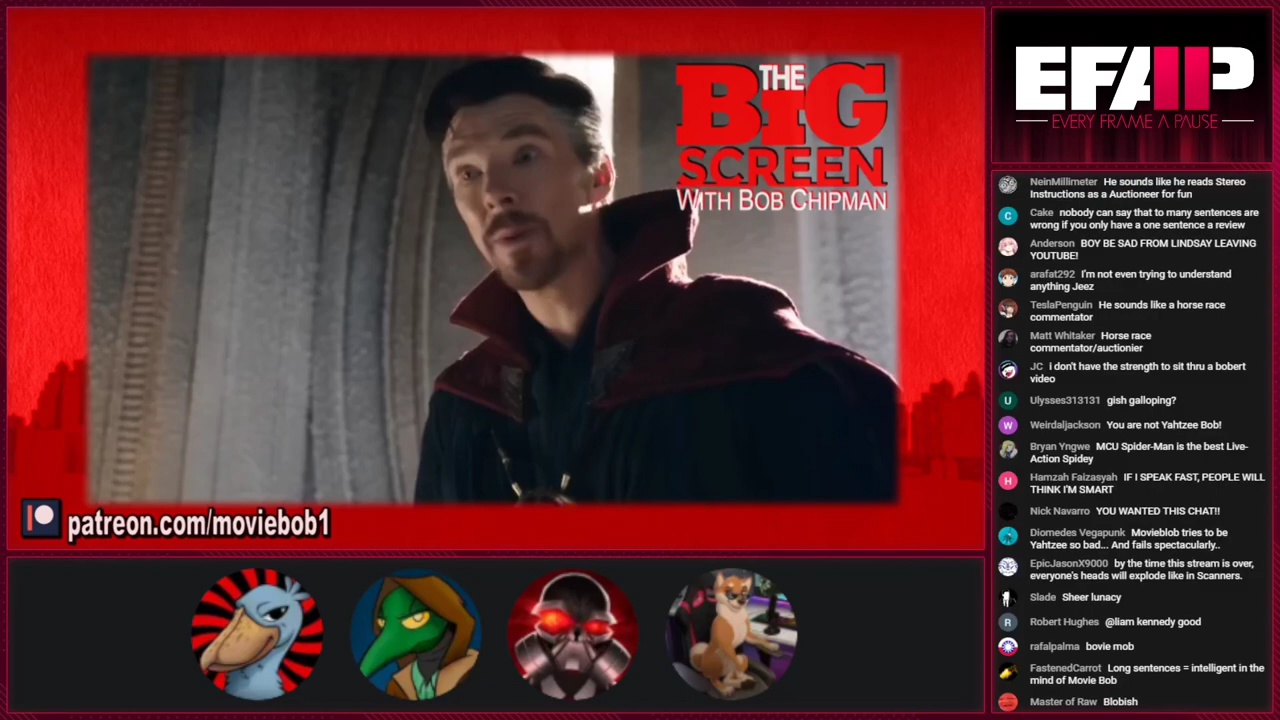 THE
BIG
SCREEN
WITH BOB CHIPMAN
patreon.com/moviebob1
EFAP
EVERY FRAME A PAUSE
NeinMillimeter He sounds like he reads Stereo
Instructions as a Auctioneer for fun
C
Cake nobody can say that to many sentences are
wrong if you only have a one sentence a review
Anderson BOY BE SAD FROM LINDSAY LEAVING
YOUTUBE!
arafat292 I'm not even trying to understand
anything Jeez
TeslaPenguin He sounds like a horse race
commentator
Matt Whitaker Horse race
commentator/auctionier
JC i don't have the strength to sit thru a bobert
video
U
Ulysses313131 gish galloping?
W
Weirdaljackson You are not Yahtzee Bob!
Bryan Yngwe MCU Spider-Man is the best Live-
Action Spidey
H
Hamzah Faizasyah IF I SPEAK FAST, PEOPLE WILL
THINK I'M SMART
Nick Navarro YOU WANTED THIS CHAT!!
Diomedes Vegapunk Movieblob tries to be
Yahtzee so bad... And fails spectacularly..
EpicJasonX9000 by the time this stream is over,
everyone's heads will explode like in Scanners.
Slade Sheer lunacy
R
Robert Hughes @liam kennedy good
rafalpalma bovie mob
FastenedCarrot Long sentences = intelligent in the
mind of Movie Bob
Master of Raw Blobish